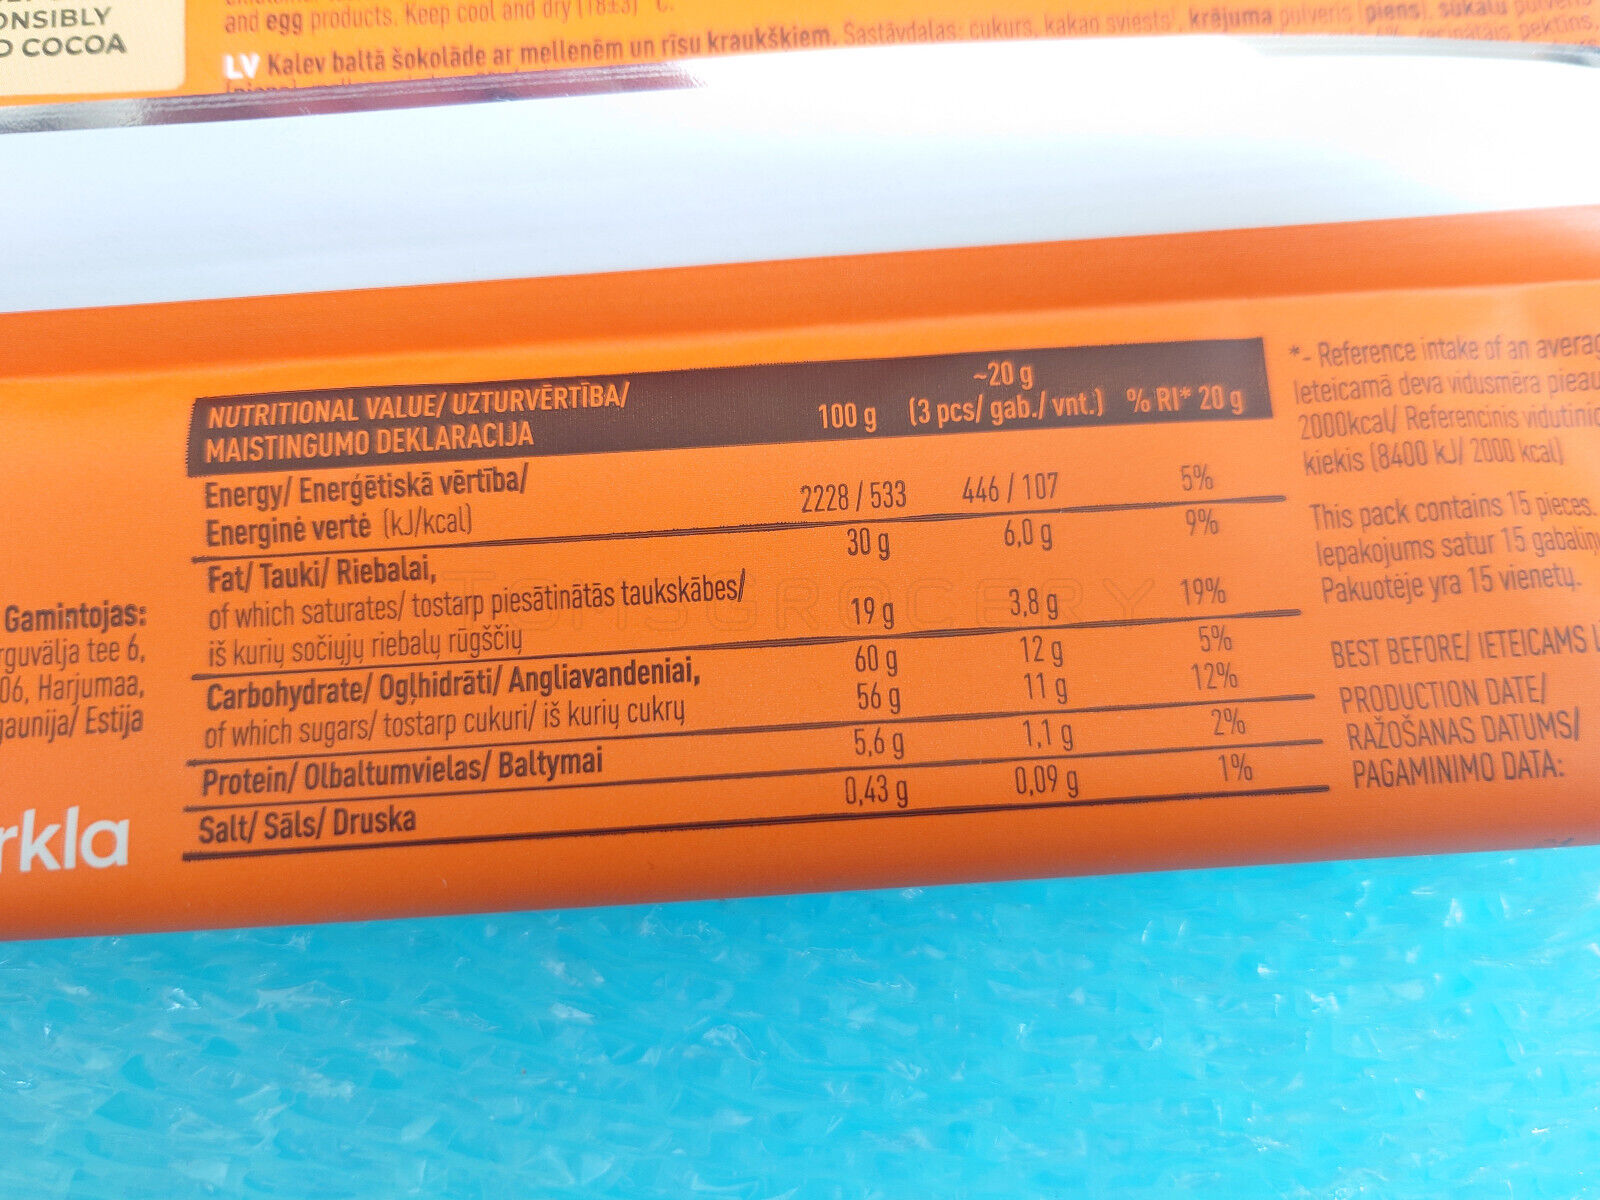 ONSIBLY
D COCOA
and egg products. Keep cool and dry (18±3) °C.
LV Kalev baltā šokolāde ar mellenēm un rīsu kraukšķiem. Sastāvdaļas: cukurs, kakao sviests, krējuma pulveris (piens), sūkalu pulveris
pektīns,
NUTRITIONAL VALUE/ UZTURVĒRTĪBA/
MAISTINGUMO DEKLARACIJA
100 g
~20 g
(3 pcs/ gab./ vnt.)
% RI* 20 g
Energy/ Enerģētiskā vērtība/
Energinė vertė (kJ/kcal)
2228 / 533 446 / 107 5%
Fat/ Tauki/ Riebalai, 30 g 6,0 g 9%
of which saturates/ tostarp piesātinātās taukskābes/
iš kurių sočiųjų riebalų rūgščių 19 g 3,8 g 19%
Carbohydrate/ Ogļhidrāti/ Angliavandeniai, 60 g 12 g 5%
of which sugars/ tostarp cukuri/ iš kurių cukrų 56 g 11 g 12%
Protein/ Olbaltumvielas/ Baltymai 5,6 g 1,1 g 2%
Salt/ Sāls/ Druska 0,43 g 0,09 g 1%
*- Reference intake of an averag
Ieteicamā deva vidusmēra pieau
2000kcal/ Referencinis vidutinio
kiekis (8400 kJ/ 2000 kcal)
This pack contains 15 pieces.
Iepakojums satur 15 gabaliņ
Pakuotėje yra 15 vienetų.
BEST BEFORE/ IETEICAMS L
PRODUCTION DATE/
RAŽOŠANAS DATUMS/
PAGAMINIMO DATA:
Gamintojas:
rguvälja tee 6,
06, Harjumaa,
gaunija/ Estija
rkla
TOMSGROCERY